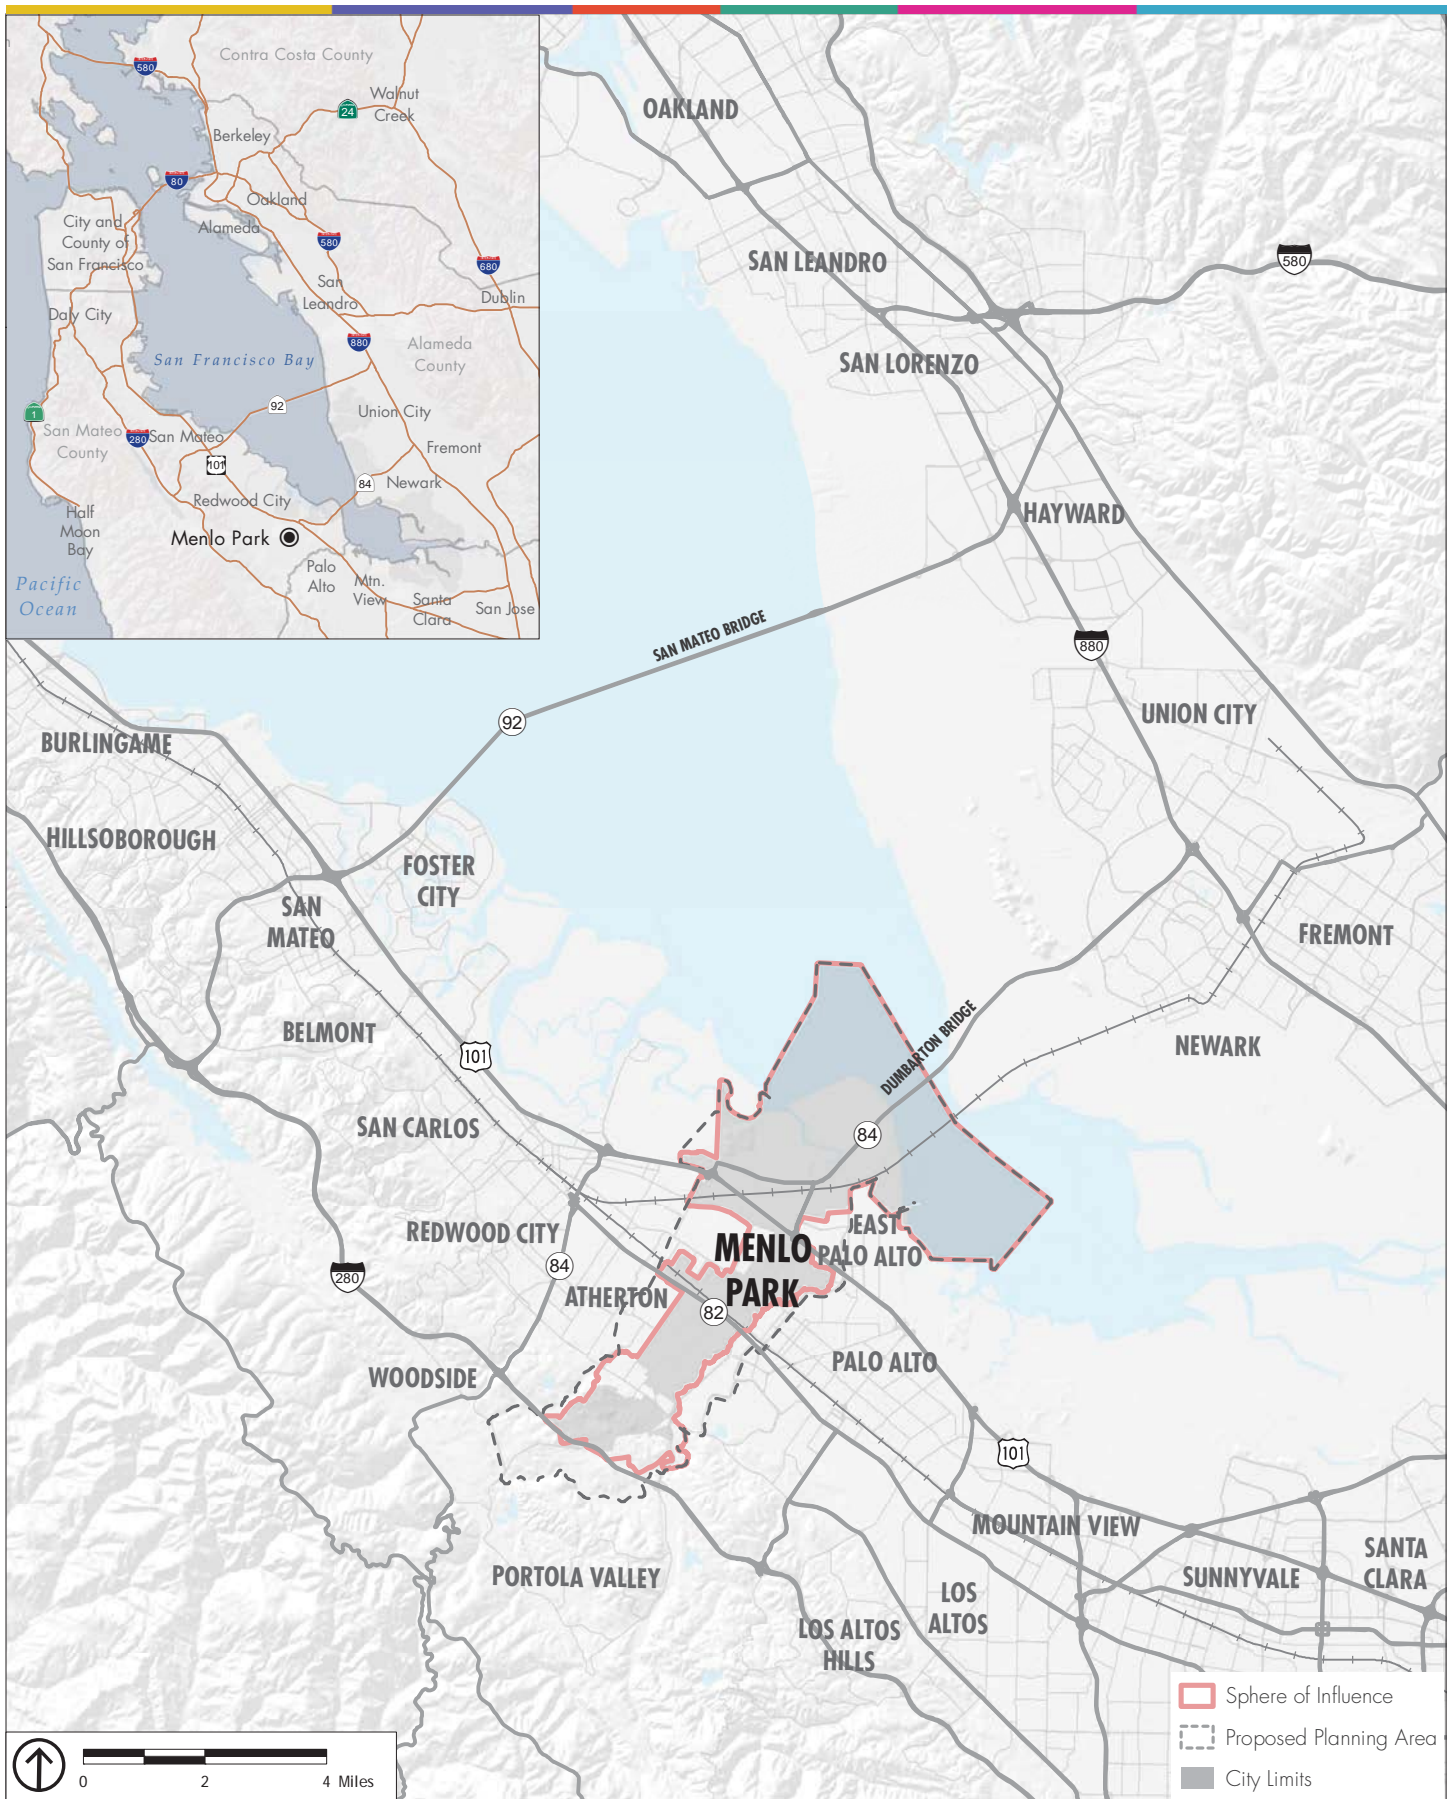 Contra Costa County
580
24
Walnut
Creek
Berkeley
80
Oakland
Alameda
City and
County of
San Francisco
580
680
San
Leandro
Dublin
Daly City
880
Alameda
County
San Francisco Bay
92
Union City
1
San Mateo
County
280
San Mateo
Fremont
101
84
Newark
Redwood City
Half
Moon
Bay
Menlo Park
Palo
Alto
Mtn.
View
Santa
Clara
San Jose
Pacific
Ocean
OAKLAND
SAN LEANDRO
580
SAN LORENZO
HAYWARD
SAN MATEO BRIDGE
880
92
UNION CITY
BURLINGAME
HILLSOBOROUGH
FOSTER
CITY
SAN
MATEO
FREMONT
BELMONT
101
DUMBARTON BRIDGE
NEWARK
SAN CARLOS
84
REDWOOD CITY
EAST
PALO ALTO
MENLO
PARK
84
280
ATHERTON
82
PALO ALTO
WOODSIDE
101
MOUNTAIN VIEW
SANTA
CLARA
PORTOLA VALLEY
SUNNYVALE
LOS
ALTOS
LOS ALTOS
HILLS
Sphere of Influence
Proposed Planning Area
City Limits
0 2 4 Miles